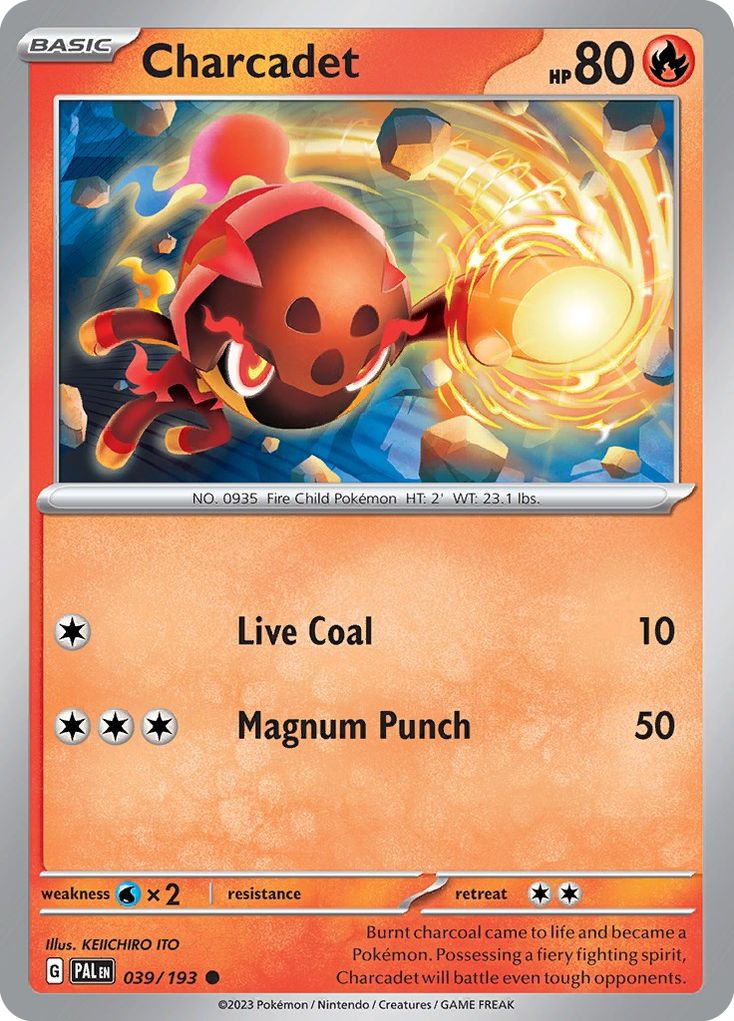 BASIC
Charcadet
HP 80
NO. 0935 Fire Child Pokémon HT: 2' WT: 23.1 lbs.
Live Coal 10
Magnum Punch 50
weakness ×2 resistance retreat
Illus. KEIICHIRO ITO
Burnt charcoal came to life and became a
Pokémon. Possessing a fiery fighting spirit,
Charcadet will battle even tough opponents.
G PAL EN 039/193
©2023 Pokémon / Nintendo / Creatures / GAME FREAK